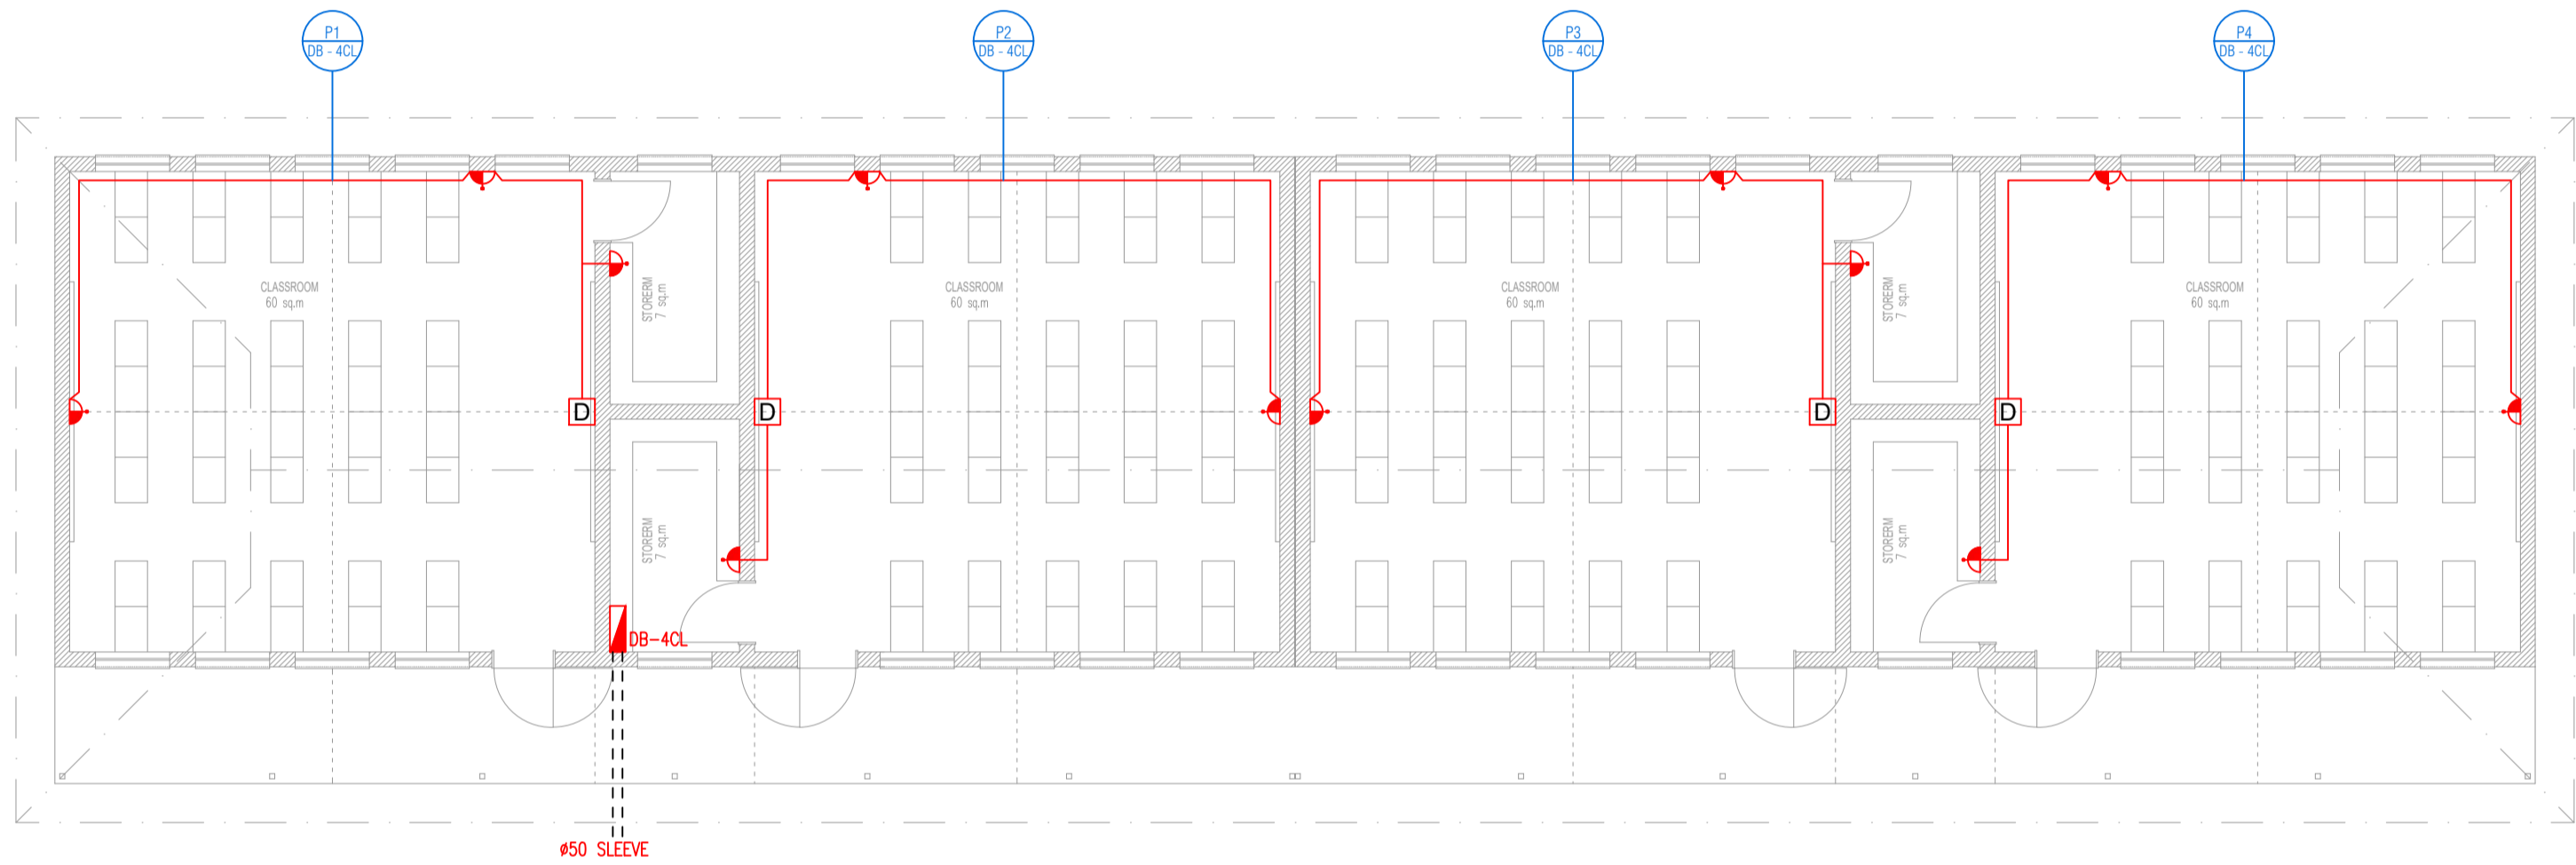 P1
DB - 4CL
P2
DB - 4CL
P3
DB - 4CL
P4
DB - 4CL
CLASSROOM
60 sq.m
STORERM
7 sq.m
CLASSROOM
60 sq.m
CLASSROOM
60 sq.m
STORERM
7 sq.m
CLASSROOM
60 sq.m
D
D
D
D
STORERM
7 sq.m
STORERM
7 sq.m
DB-4CL
ø50 SLEEVE